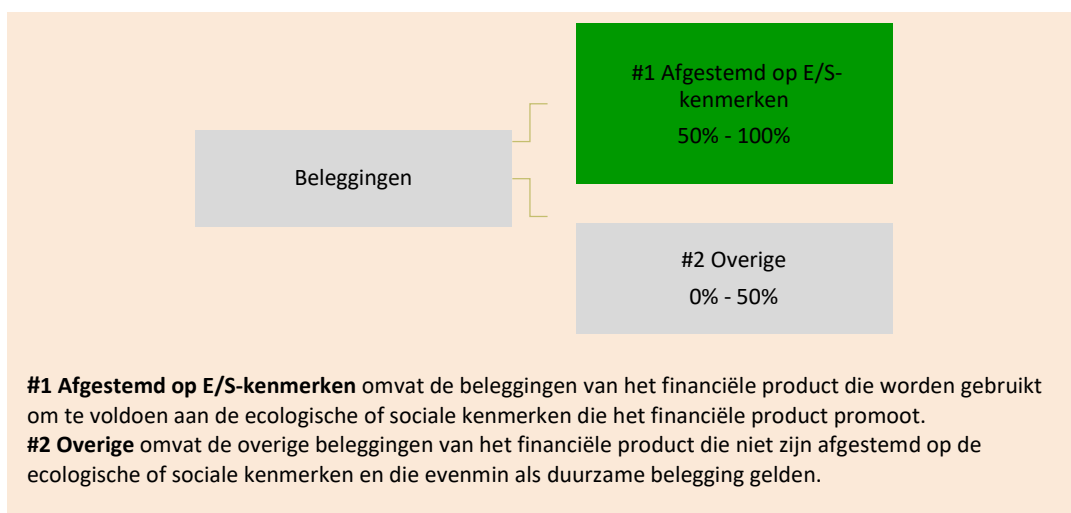 #1 Afgestemd op E/S-
kenmerken
50% - 100%
Beleggingen
#2 Overige
0% - 50%
#1 Afgestemd op E/S-kenmerken omvat de beleggingen van het financiële product die worden gebruikt
om te voldoen aan de ecologische of sociale kenmerken die het financiële product promoot.
#2 Overige omvat de overige beleggingen van het financiële product die niet zijn afgestemd op de
ecologische of sociale kenmerken en die evenmin als duurzame belegging gelden.